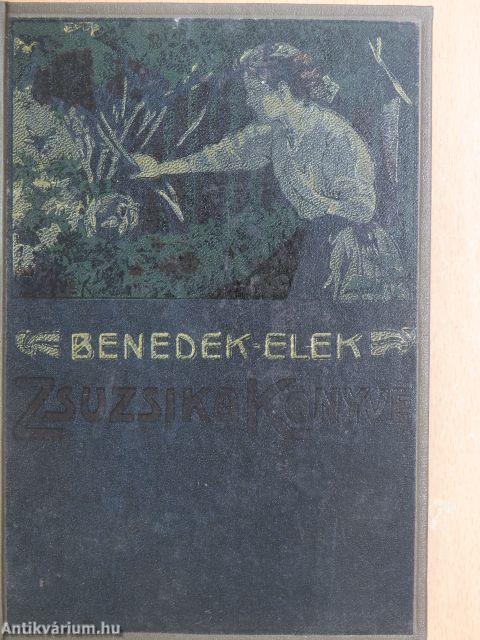 BENEDEK-ELEK
ZSUZSIKA KÖNYVE
Antikvárium.hu